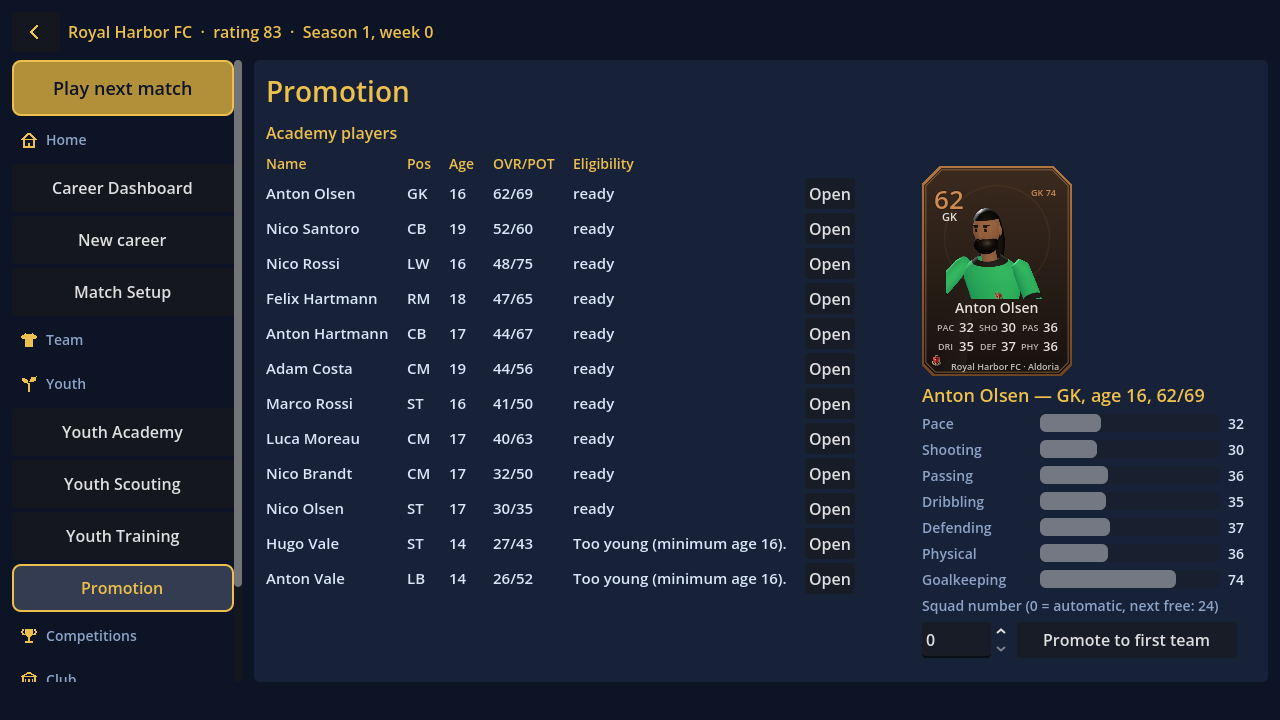 Royal Harbor FC · rating 83 · Season 1, week 0
Play next match
Home
Career Dashboard
New career
Match Setup
Team
Youth
Youth Academy
Youth Scouting
Youth Training
Promotion
Competitions
Club
Promotion
Academy players
Name Pos Age OVR/POT Eligibility
Anton Olsen GK 16 62/69 ready Open
Nico Santoro CB 19 52/60 ready Open
Nico Rossi LW 16 48/75 ready Open
Felix Hartmann RM 18 47/65 ready Open
Anton Hartmann CB 17 44/67 ready Open
Adam Costa CM 19 44/56 ready Open
Marco Rossi ST 16 41/50 ready Open
Luca Moreau CM 17 40/63 ready Open
Nico Brandt CM 17 32/50 ready Open
Nico Olsen ST 17 30/35 ready Open
Hugo Vale ST 14 27/43 Too young (minimum age 16). Open
Anton Vale LB 14 26/52 Too young (minimum age 16). Open
62 GK 74
GK
Anton Olsen
PAC 32 SHO 30 PAS 36
DRI 35 DEF 37 PHY 36
Royal Harbor FC · Aldoria
Anton Olsen — GK, age 16, 62/69
Pace 32
Shooting 30
Passing 36
Dribbling 35
Defending 37
Physical 36
Goalkeeping 74
Squad number (0 = automatic, next free: 24)
0 Promote to first team